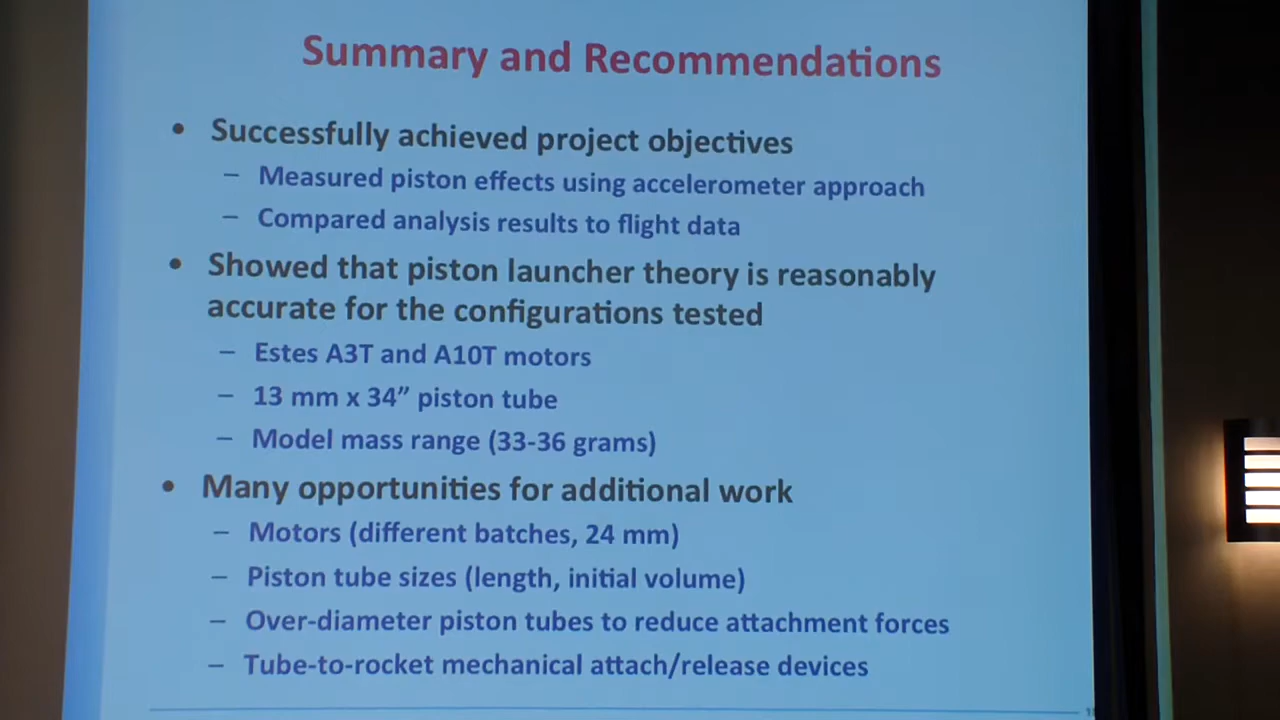 Summary and Recommendations
• Successfully achieved project objectives
– Measured piston effects using accelerometer approach
– Compared analysis results to flight data
• Showed that piston launcher theory is reasonably
accurate for the configurations tested
– Estes A3T and A10T motors
– 13 mm x 34” piston tube
– Model mass range (33-36 grams)
• Many opportunities for additional work
– Motors (different batches, 24 mm)
– Piston tube sizes (length, initial volume)
– Over-diameter piston tubes to reduce attachment forces
– Tube-to-rocket mechanical attach/release devices